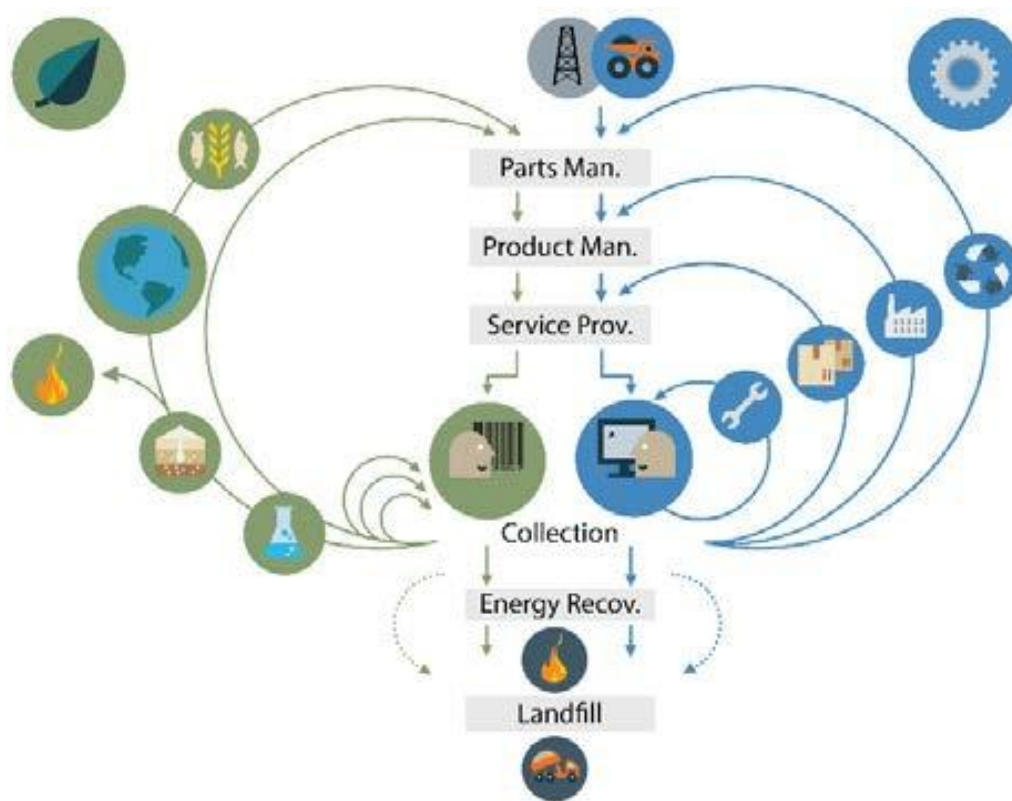 Parts Man.
Product Man.
Service Prov.
Collection
Energy Recov.
Landfill